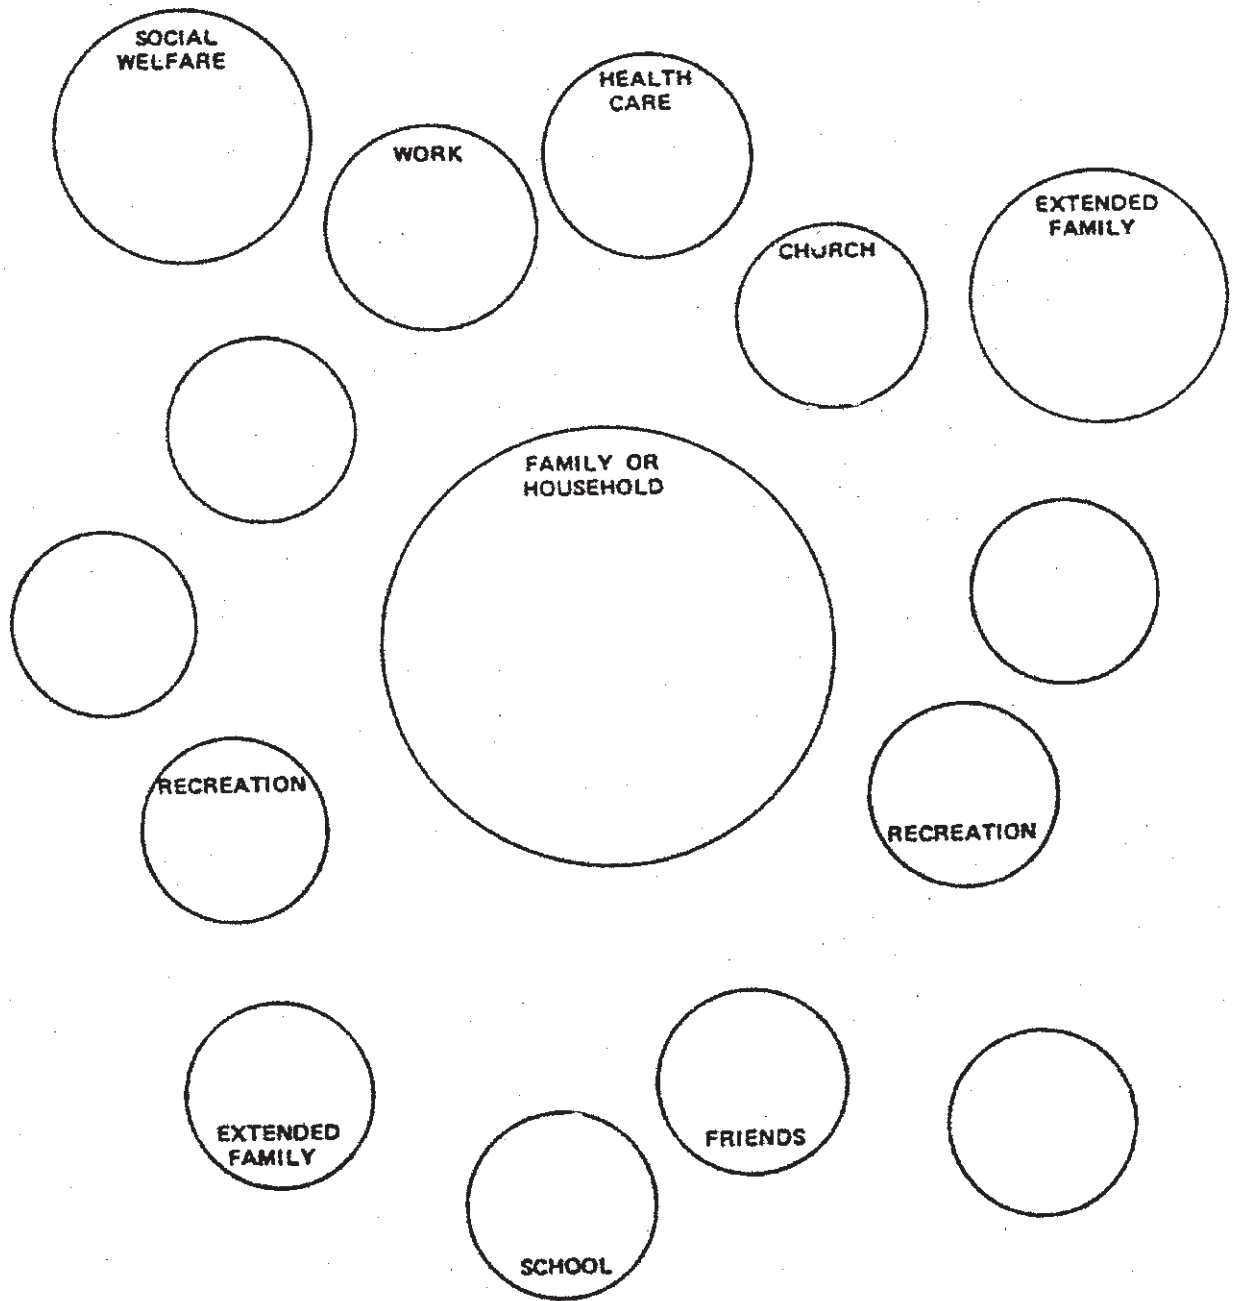 SOCIAL
WELFARE
HEALTH
CARE
WORK
EXTENDED
FAMILY
CHURCH
FAMILY OR
HOUSEHOLD
RECREATION
RECREATION
EXTENDED
FAMILY
FRIENDS
SCHOOL